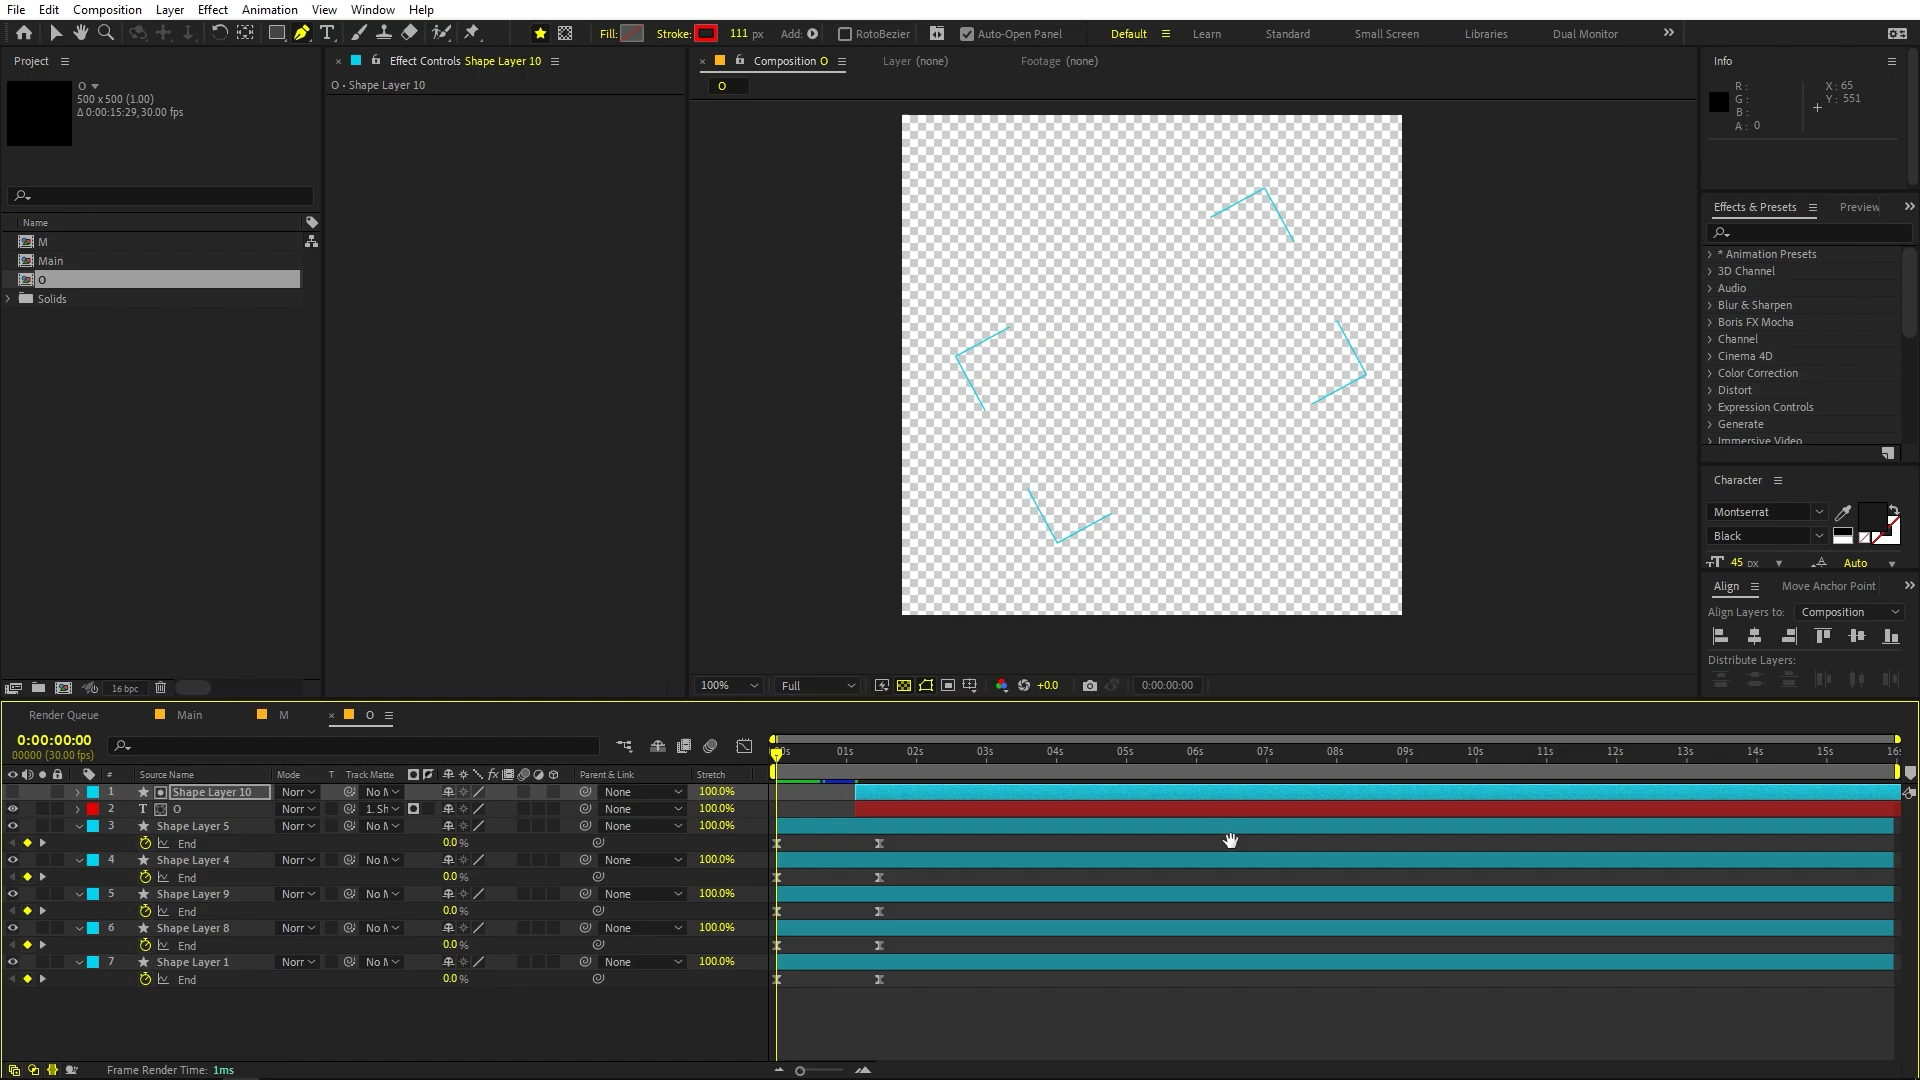 File Edit Composition Layer Effect Animation View Window Help
Fill: Stroke: 111 px Add: RotoBezier Auto-Open Panel Default Learn Standard Small Screen Libraries Dual Monitor
Project
O
500 x 500 (1.00)
Δ 0:00:15:29, 30.00 fps
Name
M
Main
O
Solids
16 bpc
Effect Controls Shape Layer 10
O • Shape Layer 10
Composition O Layer (none) Footage (none)
O
100% Full +0.0 0:00:00:00
Info
R: X: 65
G: Y: 551
B:
A: 0
Effects & Presets Preview
* Animation Presets
3D Channel
Audio
Blur & Sharpen
Boris FX Mocha
Channel
Cinema 4D
Color Correction
Distort
Expression Controls
Generate
Immersive Video
Character
Montserrat
Black
45 px Auto
Align Move Anchor Point
Align Layers to: Composition
Distribute Layers:
Render Queue Main M O
0:00:00:00
00000 (30.00 fps)
# Source Name Mode T Track Matte fx Parent & Link Stretch
00s 01s 02s 03s 04s 05s 06s 07s 08s 09s 10s 11s 12s 13s 14s 15s 16s
1 Shape Layer 10 Norr No M None 100.0%
2 T O Norr 1. Sh None 100.0%
3 Shape Layer 5 Norr No M None 100.0%
End 0.0 %
4 Shape Layer 4 Norr No M None 100.0%
End 0.0 %
5 Shape Layer 9 Norr No M None 100.0%
End 0.0 %
6 Shape Layer 8 Norr No M None 100.0%
End 0.0 %
7 Shape Layer 1 Norr No M None 100.0%
End 0.0 %
Frame Render Time: 1ms